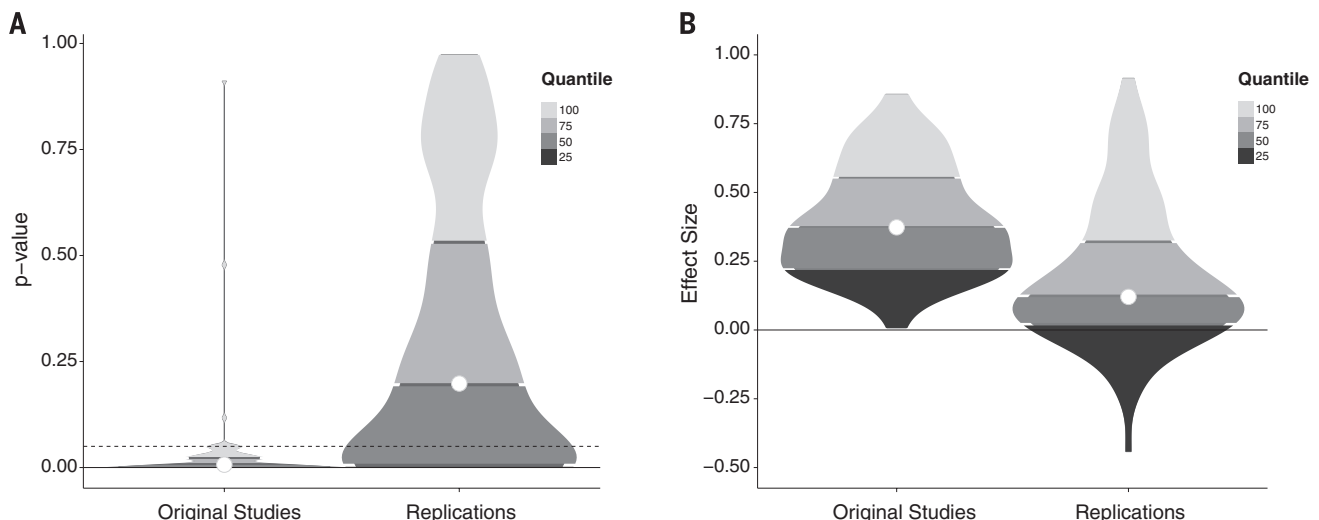 A
B
p−value
1.00
0.75
0.50
0.25
0.00
Quantile
100
75
50
25
Original Studies
Replications
Effect Size
1.00
0.75
0.50
0.25
0.00
−0.25
−0.50
Quantile
100
75
50
25
Original Studies
Replications